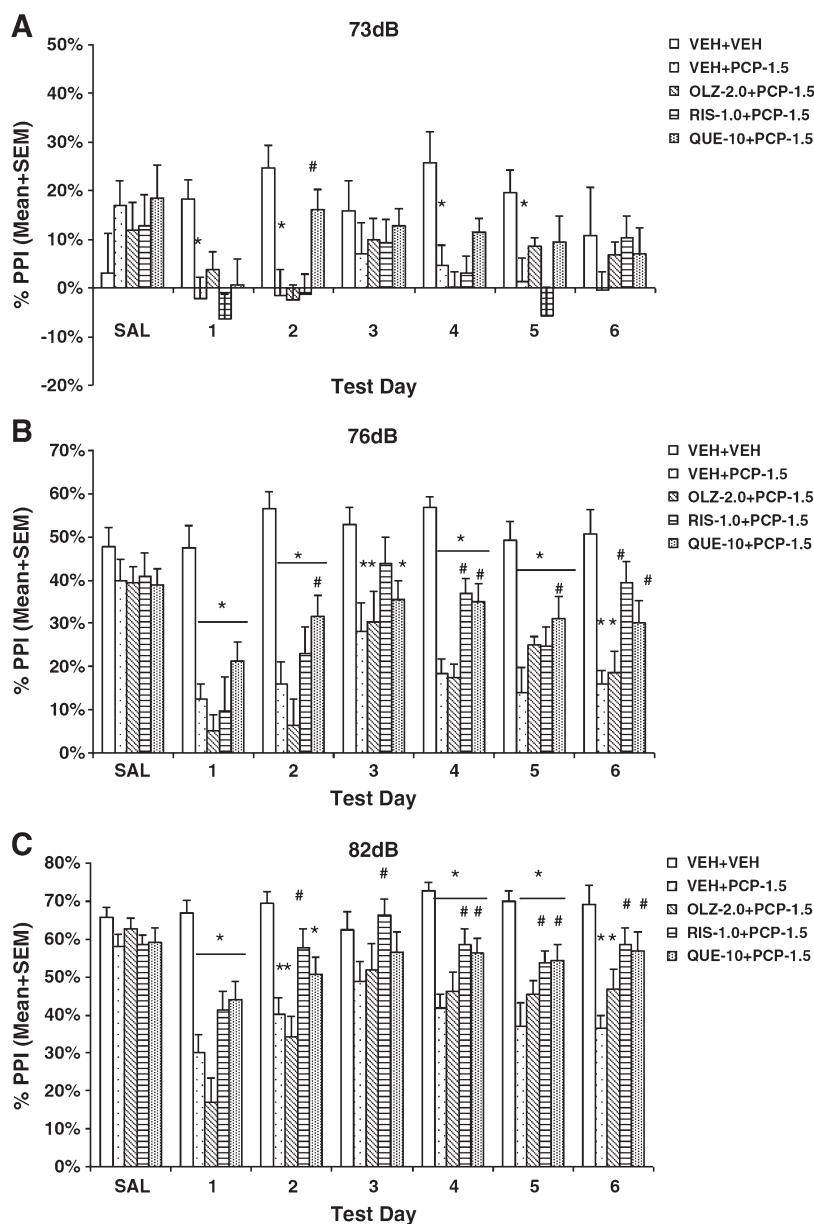 A
73dB
50%
40%
30%
20%
10%
0%
-10%
-20%
% PPI (Mean+SEM)
* # * * *
SAL 1 2 3 4 5 6
Test Day
VEH+VEH
VEH+PCP-1.5
OLZ-2.0+PCP-1.5
RIS-1.0+PCP-1.5
QUE-10+PCP-1.5
B
76dB
70%
60%
50%
40%
30%
20%
10%
0%
% PPI (Mean+SEM)
* * # ** * * # # * # * * # #
SAL 1 2 3 4 5 6
Test Day
VEH+VEH
VEH+PCP-1.5
OLZ-2.0+PCP-1.5
RIS-1.0+PCP-1.5
QUE-10+PCP-1.5
C
82dB
80%
70%
60%
50%
40%
30%
20%
10%
0%
% PPI (Mean+SEM)
* ** # * # * # # * # # * * # #
SAL 1 2 3 4 5 6
Test Day
VEH+VEH
VEH+PCP-1.5
OLZ-2.0+PCP-1.5
RIS-1.0+PCP-1.5
QUE-10+PCP-1.5